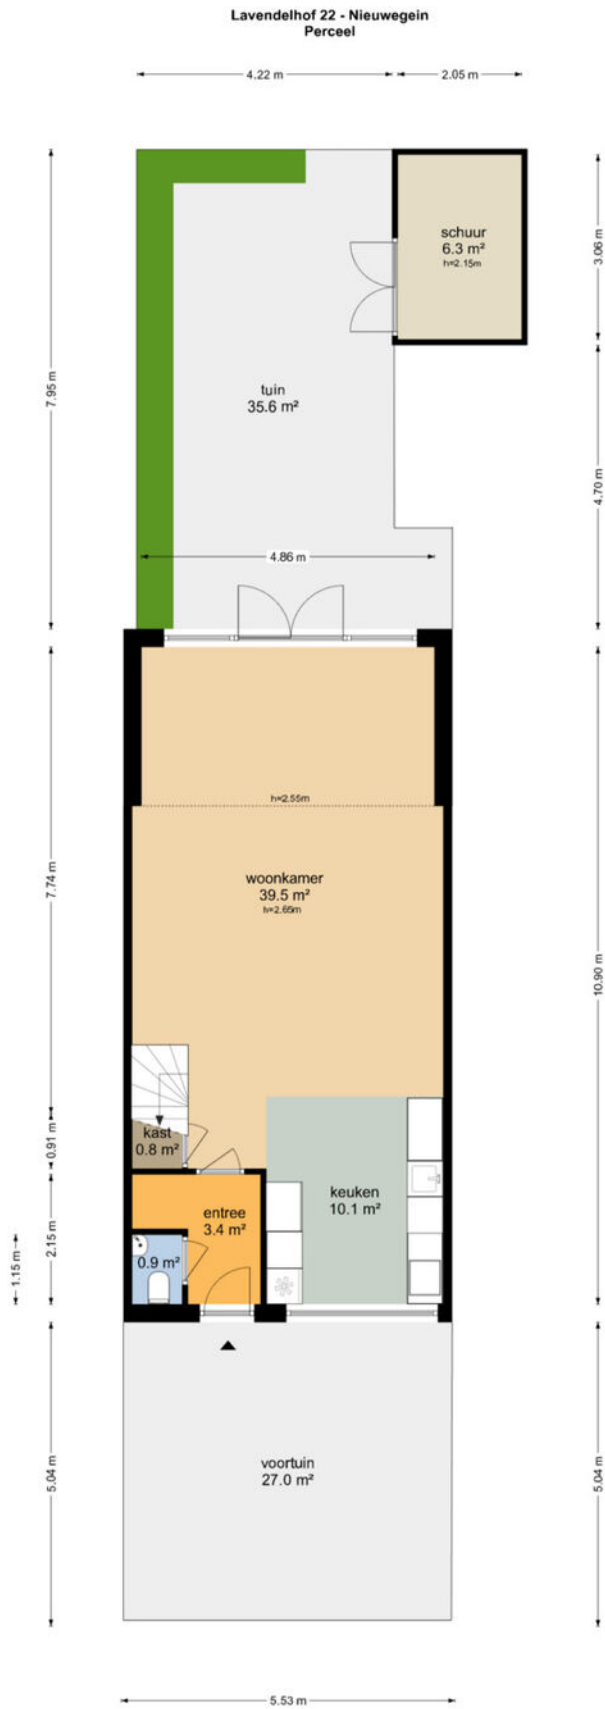 Lavendelhof 22 - Nieuwegein
Perceel
4.22 m
2.05 m
schuur
6.3 m²
h=2.15m
3.06 m
7.95 m
tuin
35.6 m²
4.70 m
4.86 m
h=2.55m
woonkamer
39.5 m²
h=2.65m
7.74 m
10.90 m
kast
0.8 m²
0.91 m
keuken
10.1 m²
entree
3.4 m²
2.15 m
0.9 m²
1.15 m
voortuin
27.0 m²
5.04 m
5.04 m
5.53 m